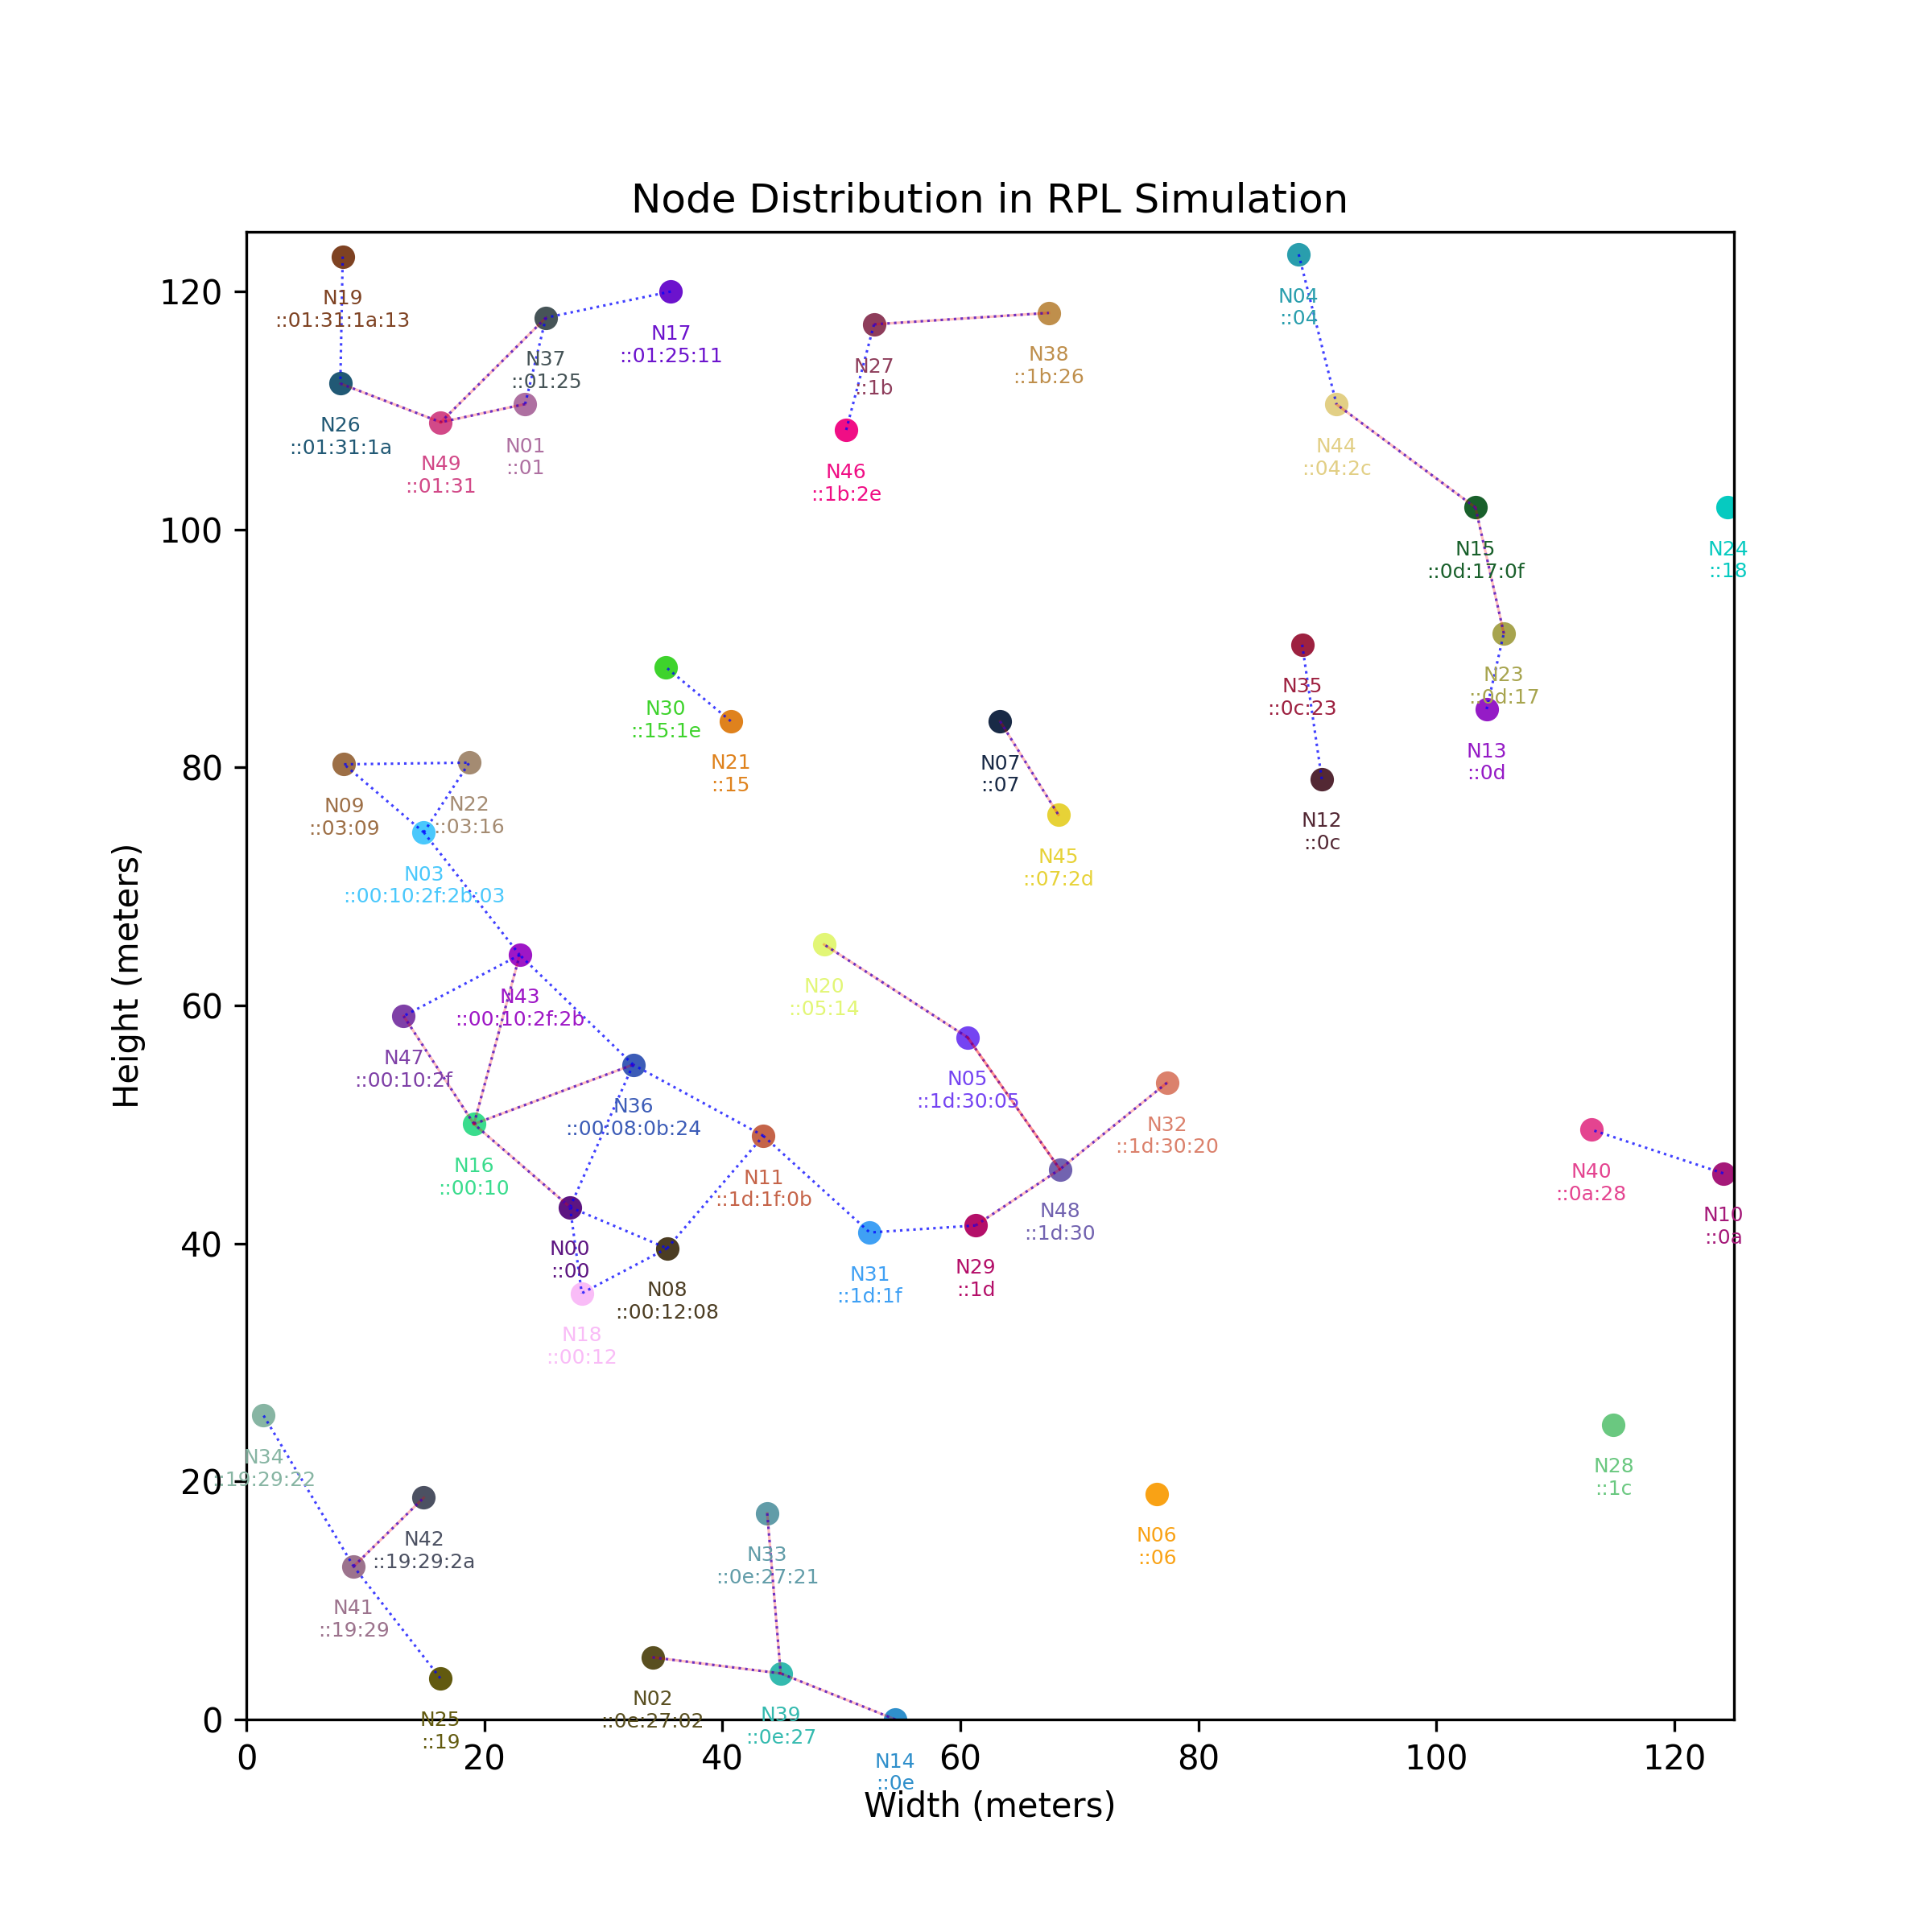 Node Distribution in RPL Simulation
Height (meters)
120
100
80
60
40
20
0
N19
::01:31:1a:13
N04
::04
N17
::01:25:11
N37
::01:25
N27
::1b
N38
::1b:26
N26
::01:31:1a
N49
::01:31
N01
::01
N46
::1b:2e
N44
::04:2c
N15
::0d:17:0f
N24
::18
N30
::15:1e
N21
::15
N07
::07
N35
::0c:23
N23
::0d:17
N13
::0d
N09
::03:09
N22
::03:16
N12
::0c
N03
::00:10:2f:2b:03
N45
::07:2d
N43
::00:10:2f:2b
N20
::05:14
N47
::00:10:2f
N36
::00:08:0b:24
N05
::1d:30:05
N32
::1d:30:20
N16
::00:10
N11
::1d:1f:0b
N48
::1d:30
N40
::0a:28
N10
::0a
N00
::00
N08
::00:12:08
N31
::1d:1f
N29
::1d
N18
::00:12
N34
::19:29:22
N28
::1c
N42
::19:29:2a
N33
::0e:27:21
N06
::06
N41
::19:29
N25
::19
N02
::0e:27:02
N39
::0e:27
N14
::0e
0
20
40
60
80
100
120
Width (meters)